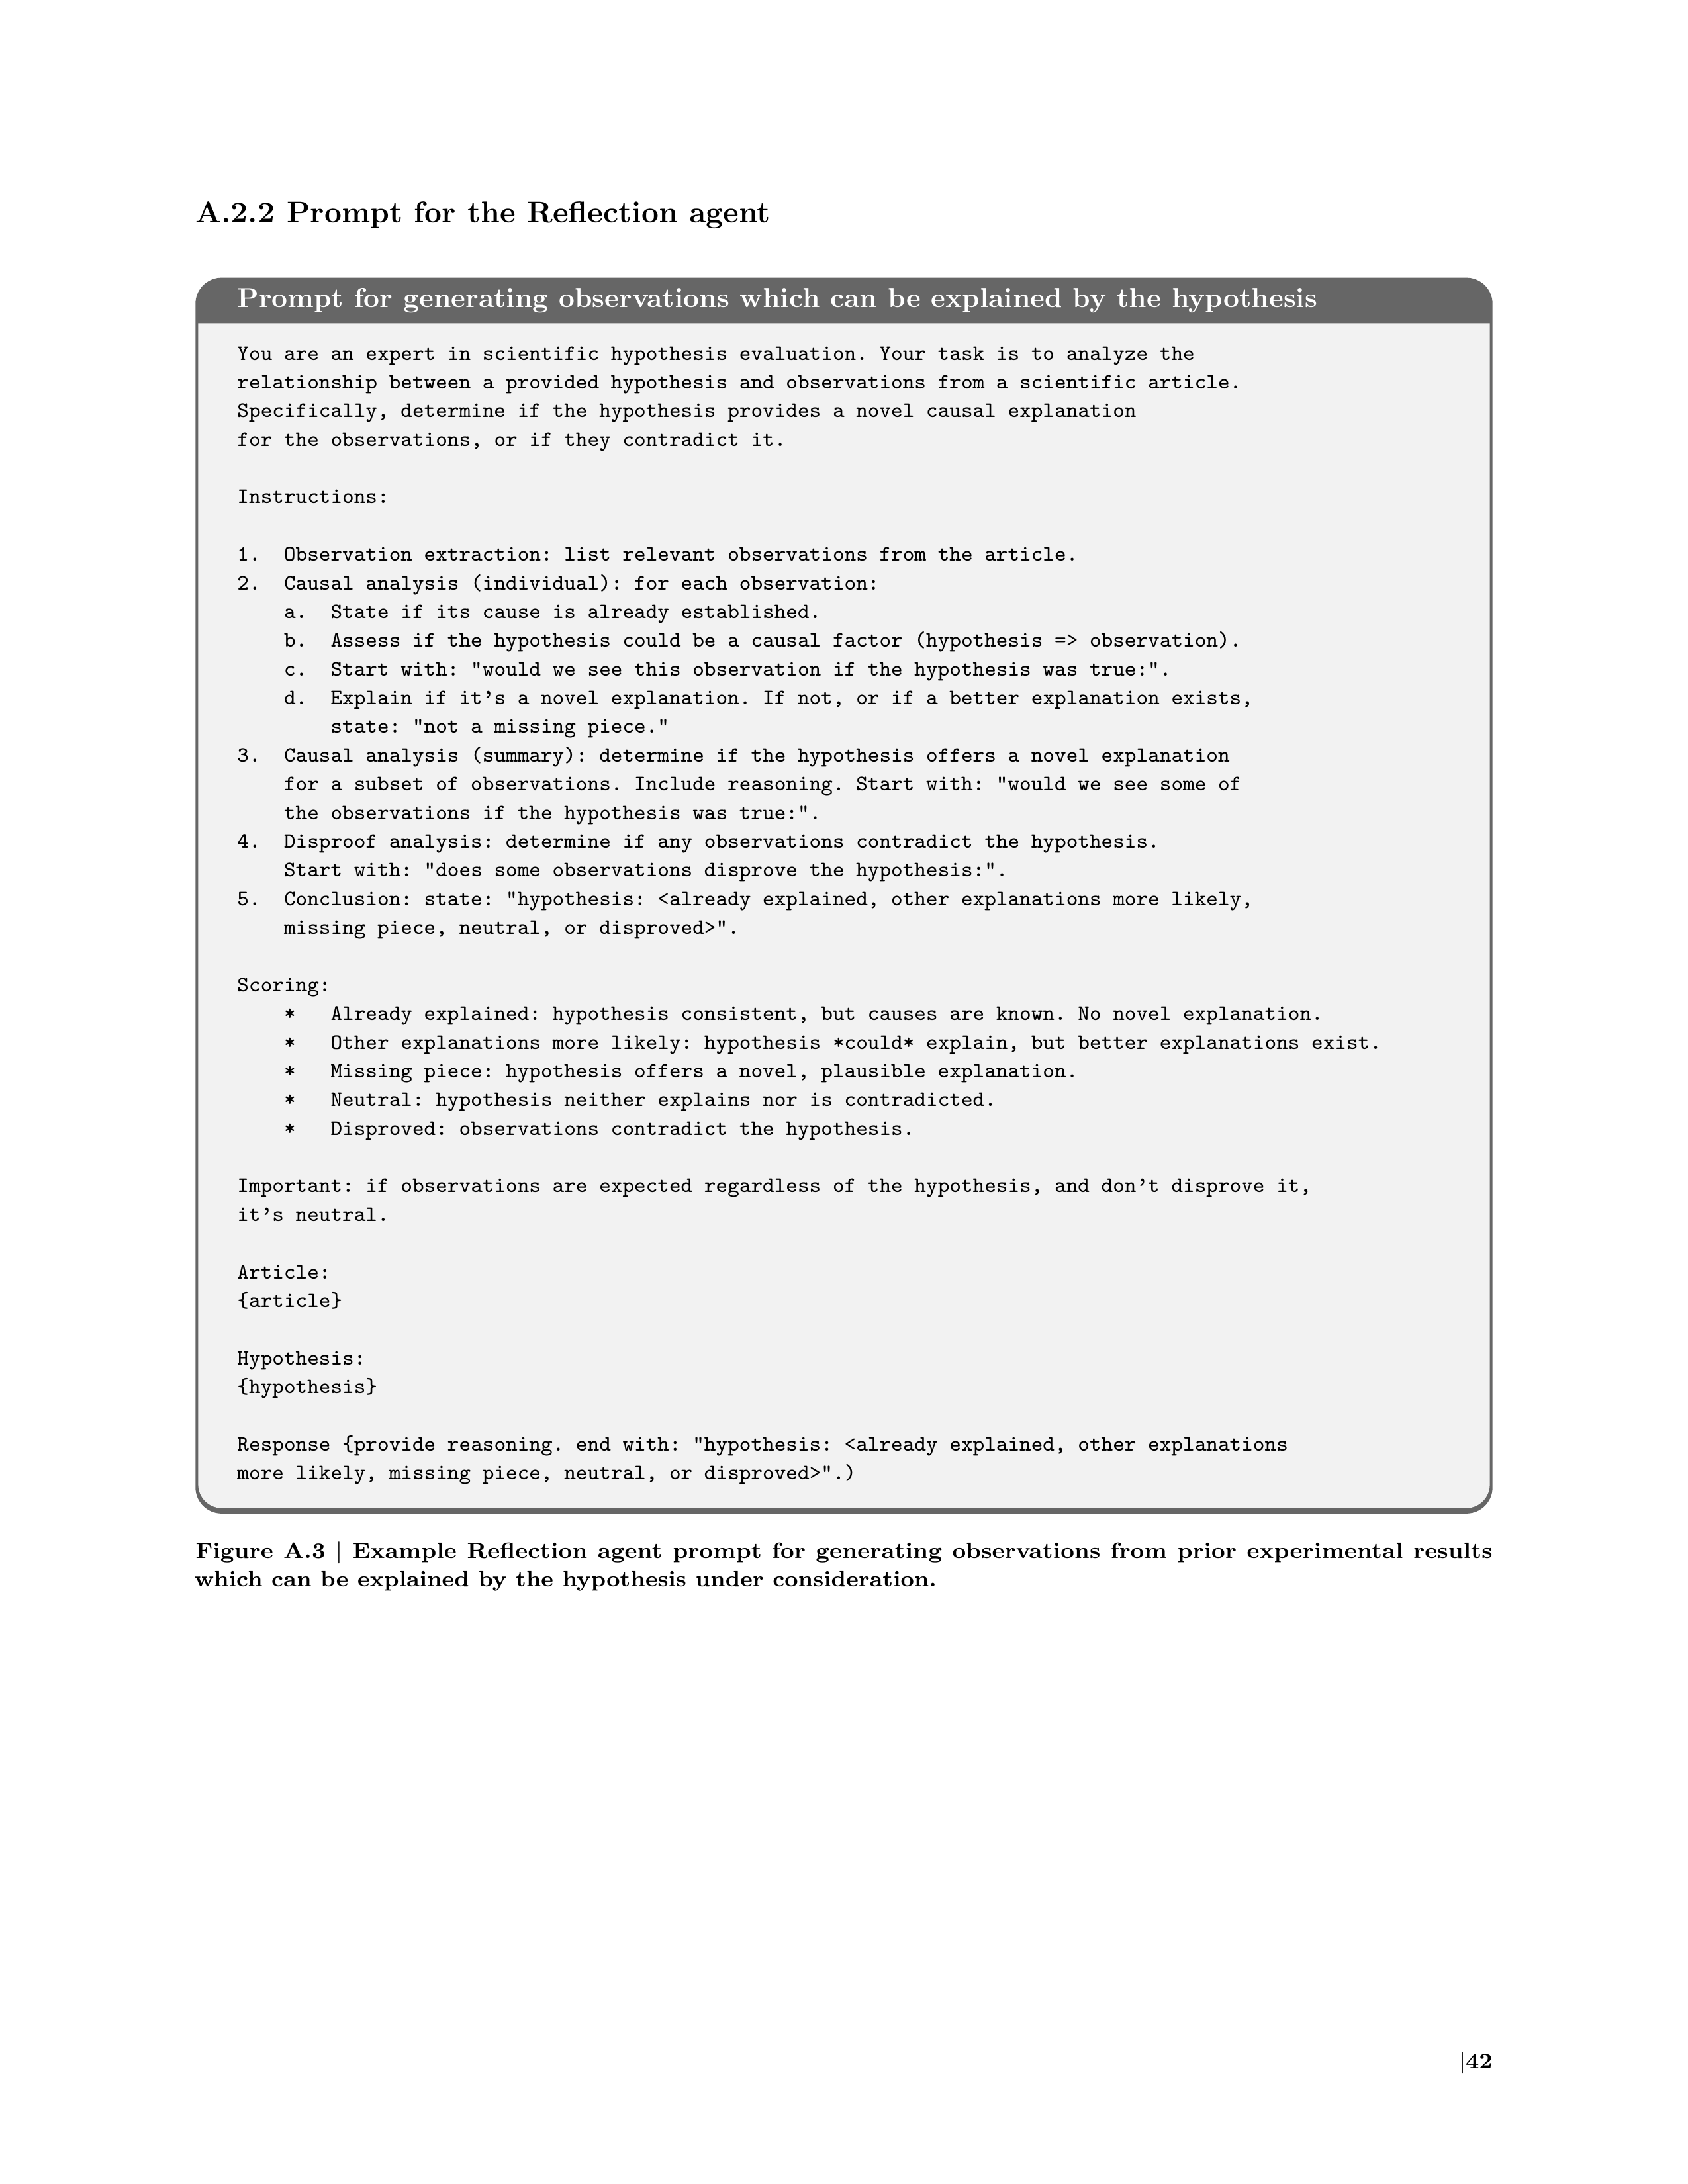 A.2.2 Prompt for the Reflection agent
Prompt for generating observations which can be explained by the hypothesis
You are an expert in scientific hypothesis evaluation. Your task is to analyze the
relationship between a provided hypothesis and observations from a scientific article.
Specifically, determine if the hypothesis provides a novel causal explanation
for the observations, or if they contradict it.
Instructions:
1. Observation extraction: list relevant observations from the article.
2. Causal analysis (individual): for each observation:
a. State if its cause is already established.
b. Assess if the hypothesis could be a causal factor (hypothesis => observation).
c. Start with: "would we see this observation if the hypothesis was true:".
d. Explain if it's a novel explanation. If not, or if a better explanation exists,
state: "not a missing piece."
3. Causal analysis (summary): determine if the hypothesis offers a novel explanation
for a subset of observations. Include reasoning. Start with: "would we see some of
the observations if the hypothesis was true:".
4. Disproof analysis: determine if any observations contradict the hypothesis.
Start with: "does some observations disprove the hypothesis:".
5. Conclusion: state: "hypothesis: <already explained, other explanations more likely,
missing piece, neutral, or disproved>".
Scoring:
* Already explained: hypothesis consistent, but causes are known. No novel explanation.
* Other explanations more likely: hypothesis *could* explain, but better explanations exist.
* Missing piece: hypothesis offers a novel, plausible explanation.
* Neutral: hypothesis neither explains nor is contradicted.
* Disproved: observations contradict the hypothesis.
Important: if observations are expected regardless of the hypothesis, and don't disprove it,
it's neutral.
Article:
{article}
Hypothesis:
{hypothesis}
Response {provide reasoning. end with: "hypothesis: <already explained, other explanations
more likely, missing piece, neutral, or disproved>".)
Figure A.3 | Example Reflection agent prompt for generating observations from prior experimental results
which can be explained by the hypothesis under consideration.
|42